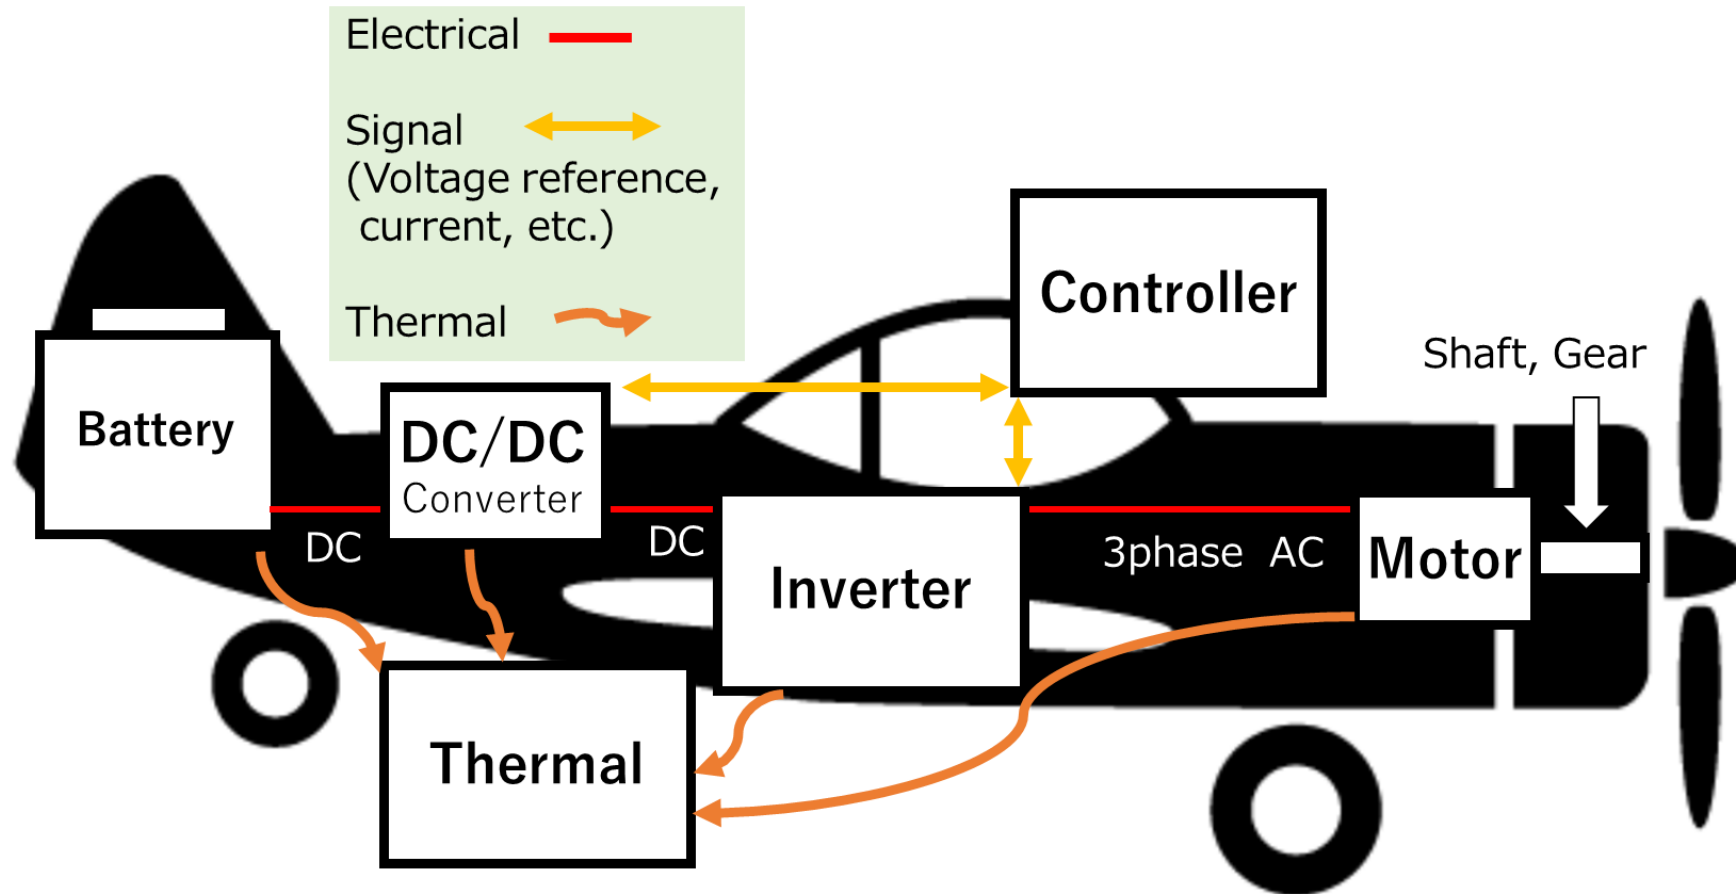 Electrical
Signal
(Voltage reference,
current, etc.)
Thermal
Controller
Shaft, Gear
Battery
DC/DC
Converter
DC
DC
3phase AC
Motor
Inverter
Thermal